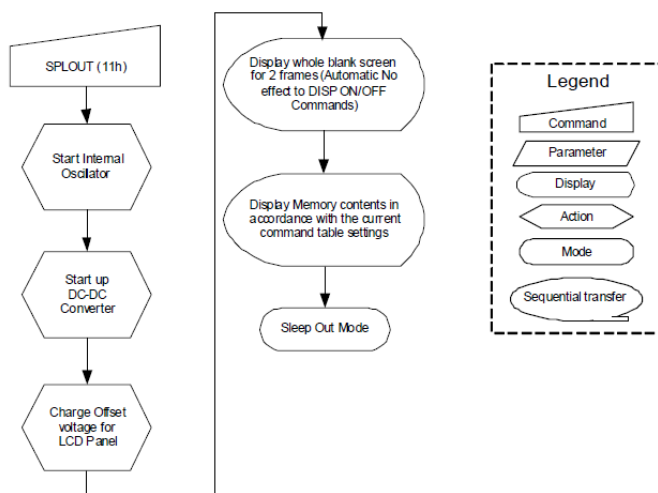 SPLOUT (11h)
Start Internal
Oscilator
Start up
DC-DC
Converter
Charge Offset
voltage for
LCD Panel
Display whole blank screen
for 2 frames (Automatic No
effect to DISP ON/OFF
Commands)
Display Memory contents in
accordance with the current
command table settings
Sleep Out Mode
Legend
Command
Parameter
Display
Action
Mode
Sequential transfer